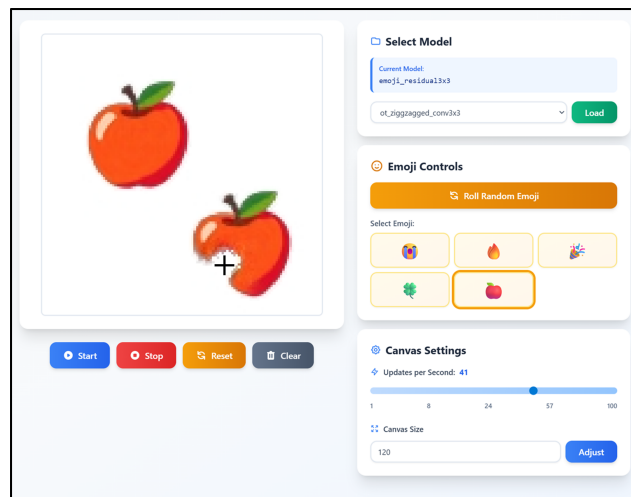 Select Model
Current Model:
emoji_residual3x3
ot_ziggzagged_conv3x3
Load
Emoji Controls
Roll Random Emoji
Select Emoji:
Start
Stop
Reset
Clear
Canvas Settings
Updates per Second: 41
1 8 24 57 100
Canvas Size
120
Adjust